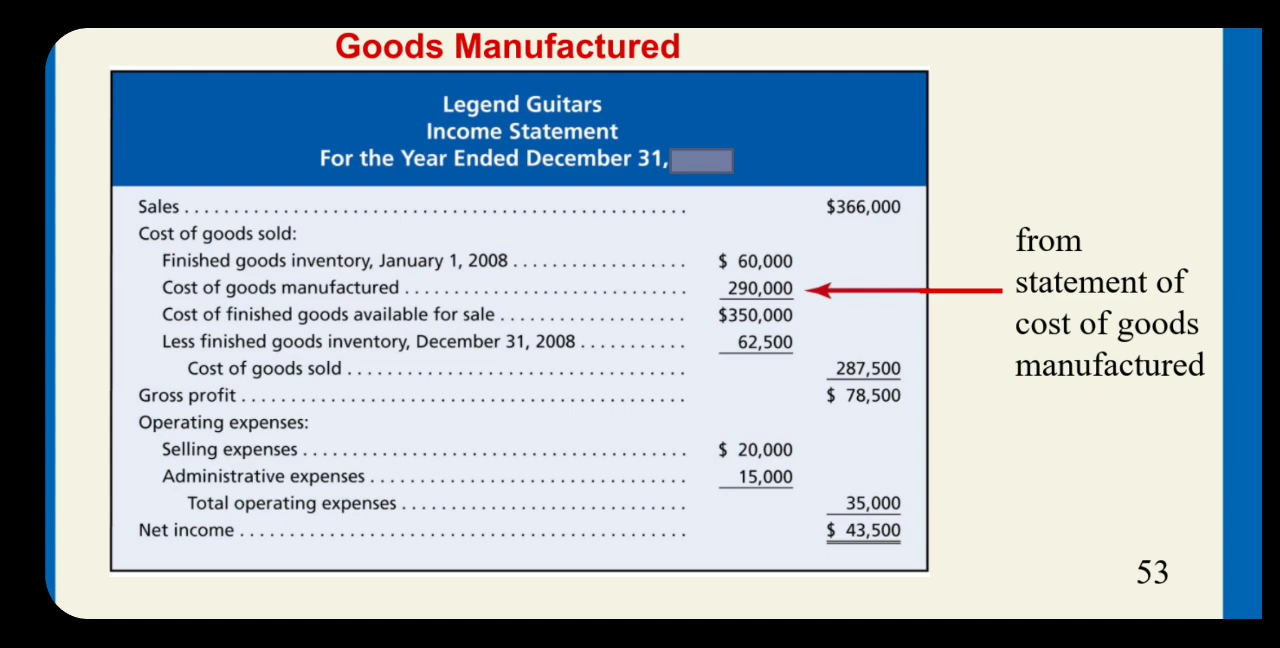 Goods Manufactured
Legend Guitars
Income Statement
For the Year Ended December 31,
Sales . . . . . . . . . . . . . . . . . . . . . . . . . . . . . . . . . . . . . . . . . . . . . . . . . . . $366,000
Cost of goods sold:
Finished goods inventory, January 1, 2008 . . . . . . . . . . . . . . . . . . $ 60,000
Cost of goods manufactured . . . . . . . . . . . . . . . . . . . . . . . . . . . . . 290,000
Cost of finished goods available for sale . . . . . . . . . . . . . . . . . . . $350,000
Less finished goods inventory, December 31, 2008 . . . . . . . . . . . 62,500
Cost of goods sold . . . . . . . . . . . . . . . . . . . . . . . . . . . . . . . . . . . 287,500
Gross profit . . . . . . . . . . . . . . . . . . . . . . . . . . . . . . . . . . . . . . . . . . . . . $ 78,500
Operating expenses:
Selling expenses . . . . . . . . . . . . . . . . . . . . . . . . . . . . . . . . . . . . . . . $ 20,000
Administrative expenses . . . . . . . . . . . . . . . . . . . . . . . . . . . . . . . . 15,000
Total operating expenses . . . . . . . . . . . . . . . . . . . . . . . . . . . . . 35,000
Net income . . . . . . . . . . . . . . . . . . . . . . . . . . . . . . . . . . . . . . . . . . . . . $ 43,500
from
statement of
cost of goods
manufactured
53